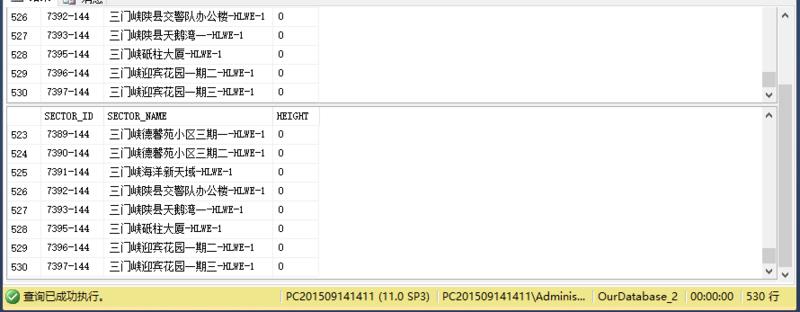 526 7392-144 三门峡陕县交警队办公楼-HLWE-1 0
527 7393-144 三门峡陕县天鹅湾一-HLWE-1 0
528 7395-144 三门峡砥柱大厦-HLWE-1 0
529 7396-144 三门峡迎宾花园一期二-HLWE-1 0
530 7397-144 三门峡迎宾花园一期三-HLWE-1 0
SECTOR_ID SECTOR_NAME HEIGHT
523 7389-144 三门峡德馨苑小区三期一-HLWE-1 0
524 7390-144 三门峡德馨苑小区三期二-HLWE-1 0
525 7391-144 三门峡海洋新天域-HLWE-1 0
526 7392-144 三门峡陕县交警队办公楼-HLWE-1 0
527 7393-144 三门峡陕县天鹅湾一-HLWE-1 0
528 7395-144 三门峡砥柱大厦-HLWE-1 0
529 7396-144 三门峡迎宾花园一期二-HLWE-1 0
530 7397-144 三门峡迎宾花园一期三-HLWE-1 0
查询已成功执行。 PC201509141411 (11.0 SP3) PC201509141411\Adminis... OurDatabase_2 00:00:00 530 行